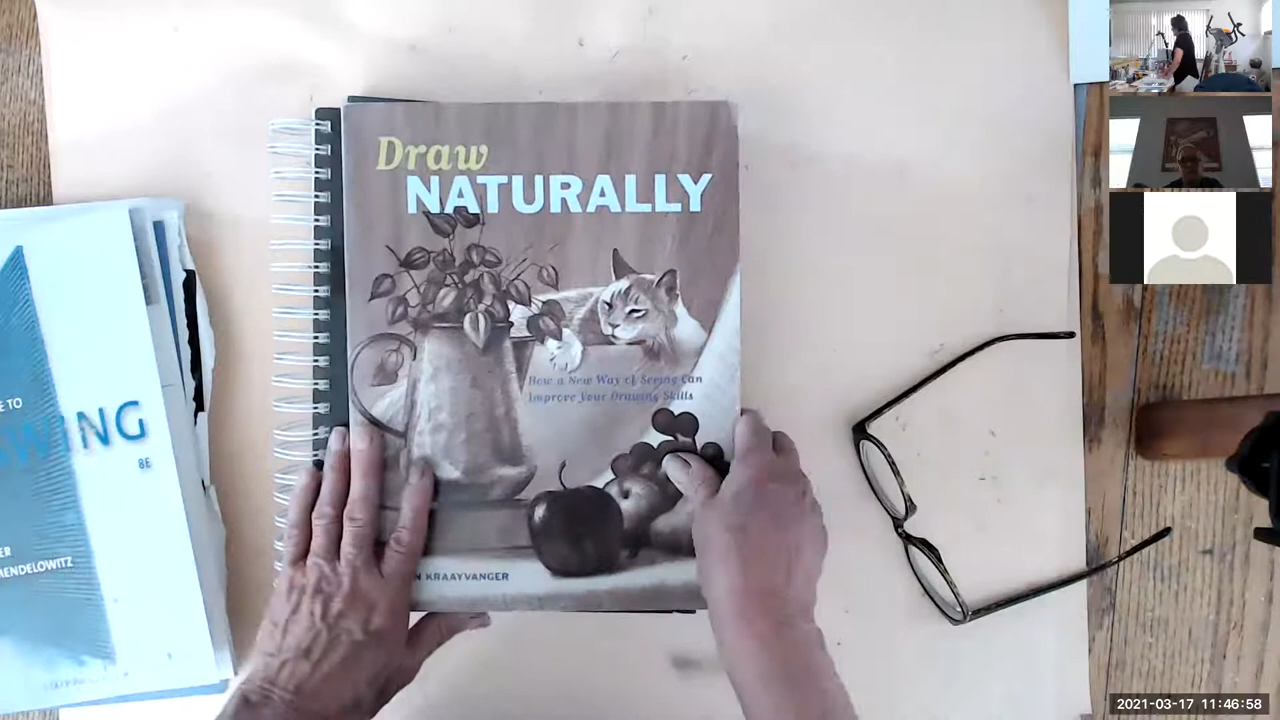 Draw
NATURALLY
How a New Way of Seeing Can
Improve Your Drawing Skills
N KRAAYVANGER
E TO
WING
8E
ER
MENDELOWITZ
2021-03-17 11:46:58